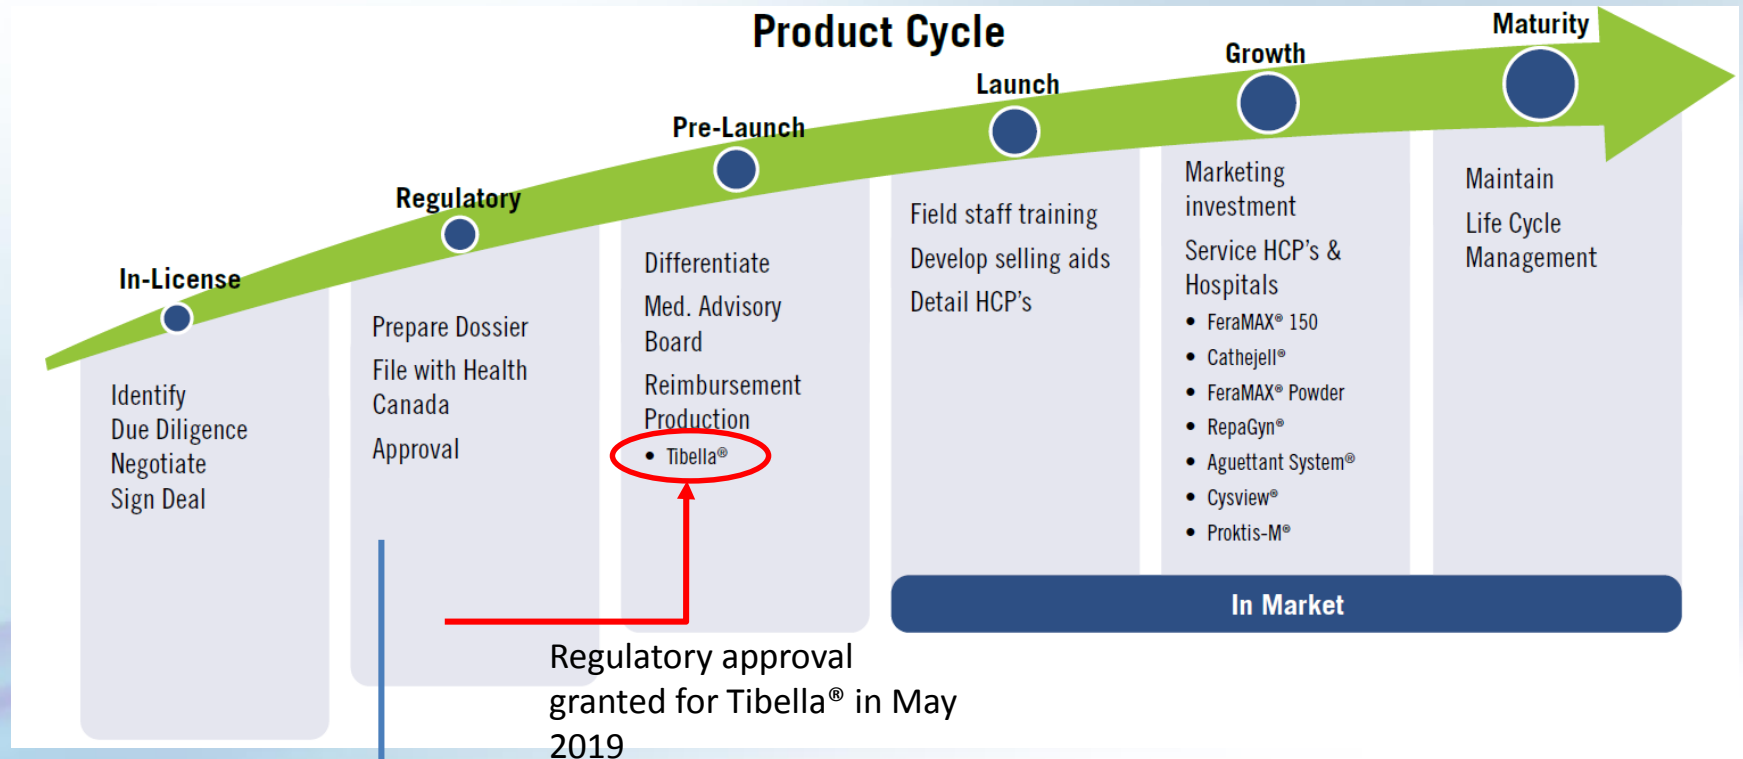 Product Cycle
In-License
Identify
Due Diligence
Negotiate
Sign Deal
Regulatory
Prepare Dossier
File with Health
Canada
Approval
Pre-Launch
Differentiate
Med. Advisory
Board
Reimbursement
Production
• Tibella®
Launch
Field staff training
Develop selling aids
Detail HCP's
Growth
Marketing
investment
Service HCP's &
Hospitals
• FeraMAX® 150
• Cathejell®
• FeraMAX® Powder
• RepaGyn®
• Aguettant System®
• Cysview®
• Proktis-M®
Maturity
Maintain
Life Cycle
Management
In Market
Regulatory approval
granted for Tibella® in May
2019